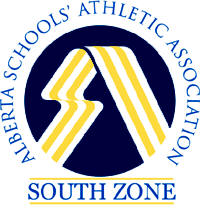 ALBERTA SCHOOLS' ATHLETIC ASSOCIATION
SOUTH ZONE